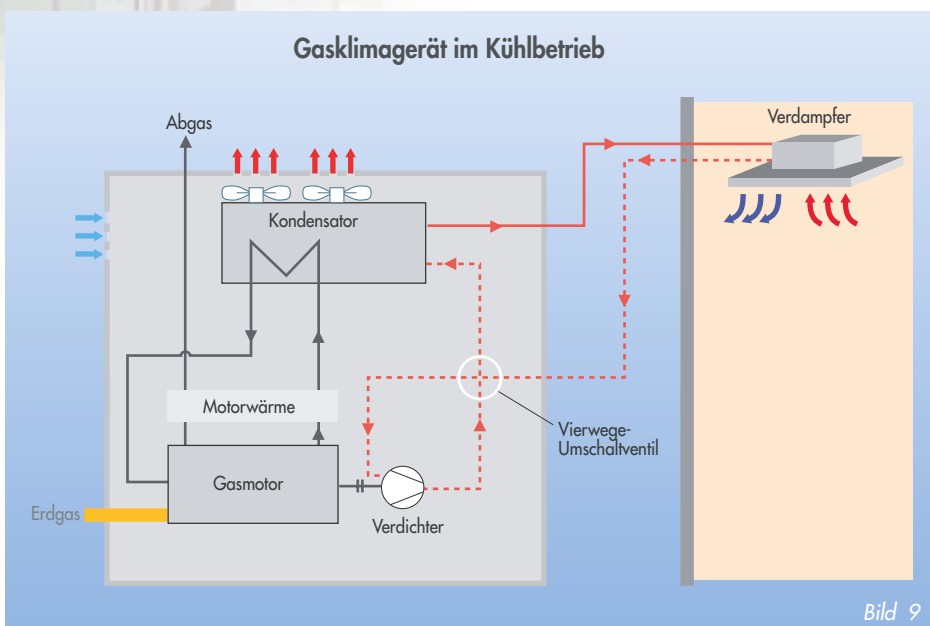 Gasklimagerät im Kühlbetrieb
Verdampfer
Abgas
Kondensator
Motorwärme
Vierwege-
Umschaltventil
Gasmotor
Erdgas
Verdichter
Bild 9